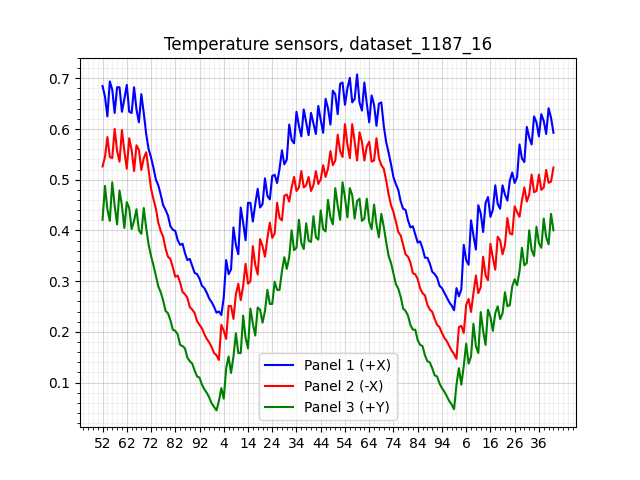 Temperature sensors, dataset_1187_16
0.7
0.6
0.5
0.4
0.3
0.2
0.1
Panel 1 (+X)
Panel 2 (-X)
Panel 3 (+Y)
52 62 72 82 92 4 14 24 34 44 54 64 74 84 94 6 16 26 36